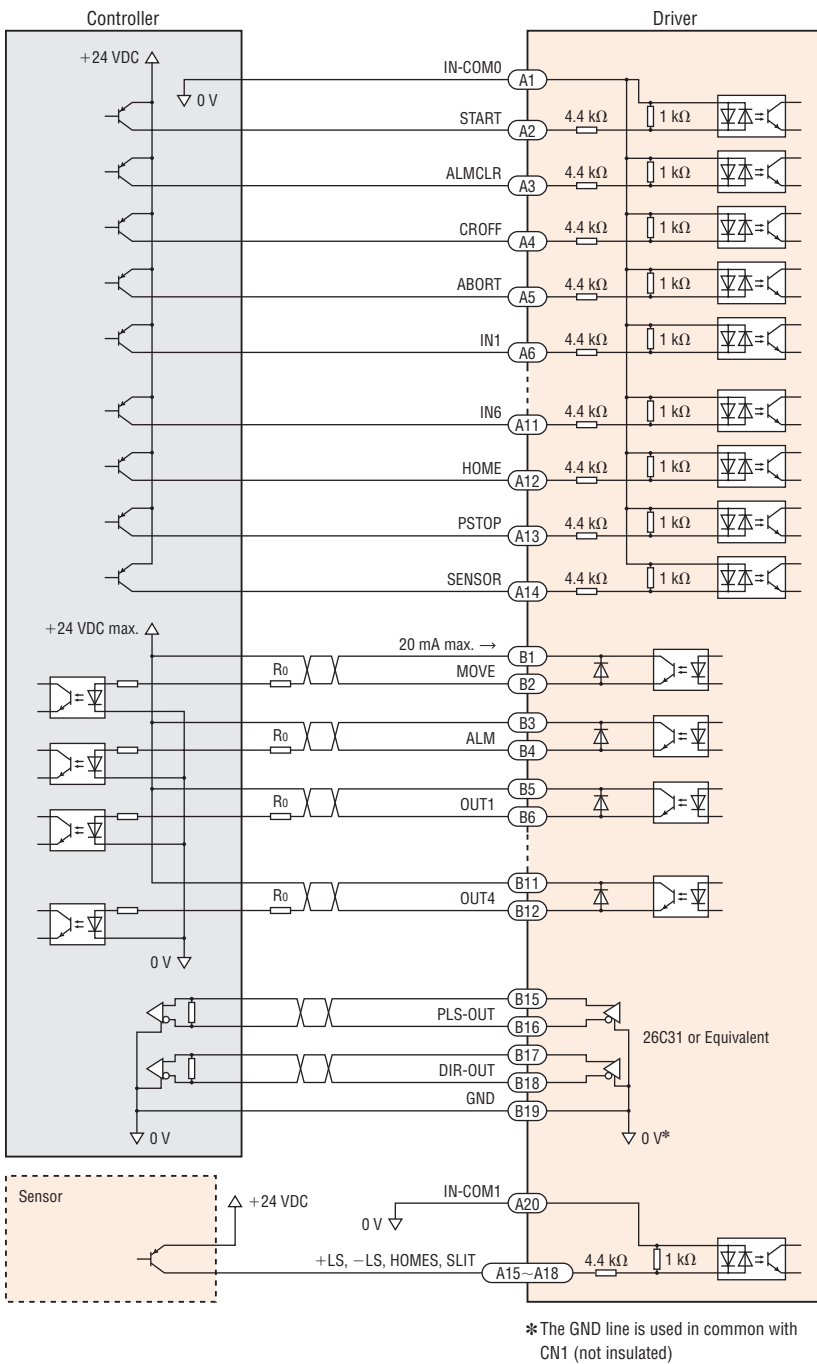 Controller
Driver
+24 VDC
0 V
IN-COM0
A1
START
A2
4.4 kΩ
1 kΩ
ALMCLR
A3
4.4 kΩ
1 kΩ
CROFF
A4
4.4 kΩ
1 kΩ
ABORT
A5
4.4 kΩ
1 kΩ
IN1
A6
4.4 kΩ
1 kΩ
IN6
A11
4.4 kΩ
1 kΩ
HOME
A12
4.4 kΩ
1 kΩ
PSTOP
A13
4.4 kΩ
1 kΩ
SENSOR
A14
4.4 kΩ
1 kΩ
+24 VDC max.
20 mA max. →
B1
R0
MOVE
B2
B3
R0
ALM
B4
B5
R0
OUT1
B6
B11
R0
OUT4
B12
0 V
B15
PLS-OUT
B16
26C31 or Equivalent
B17
DIR-OUT
B18
GND
B19
0 V
0 V*
Sensor
+24 VDC
IN-COM1
A20
0 V
+LS, −LS, HOMES, SLIT
A15~A18
4.4 kΩ
1 kΩ
*The GND line is used in common with
CN1 (not insulated)